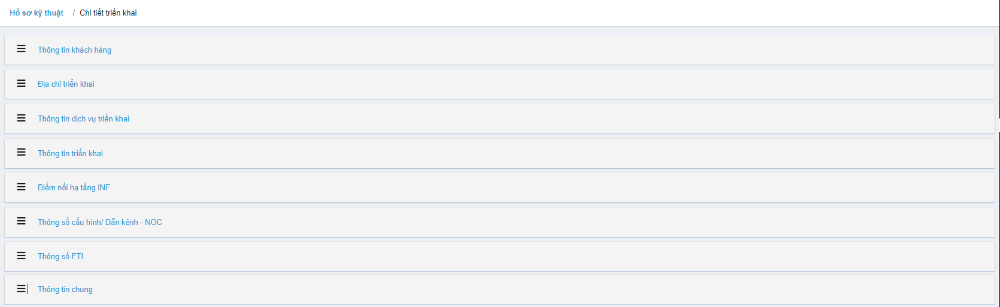 Hồ sơ kỹ thuật / Chi tiết triển khai
Thông tin khách hàng
Địa chỉ triển khai
Thông tin dịch vụ triển khai
Thông tin triển khai
Điểm nối hạ tầng INF
Thông số cấu hình/ Dẫn kênh - NOC
Thông số FTI
Thông tin chung